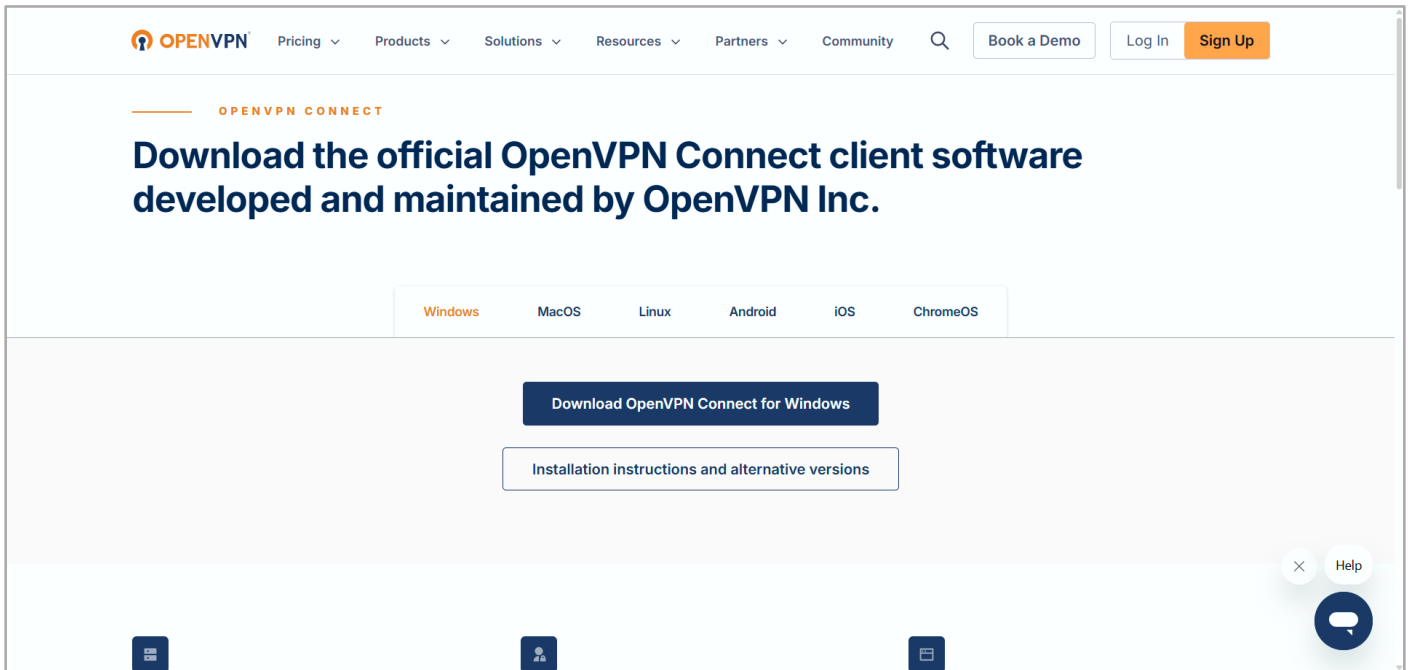 OPENVPN
Pricing
Products
Solutions
Resources
Partners
Community
Book a Demo
Log In
Sign Up
OPENVPN CONNECT
Download the official OpenVPN Connect client software
developed and maintained by OpenVPN Inc.
Windows
MacOS
Linux
Android
iOS
ChromeOS
Download OpenVPN Connect for Windows
Installation instructions and alternative versions
Help